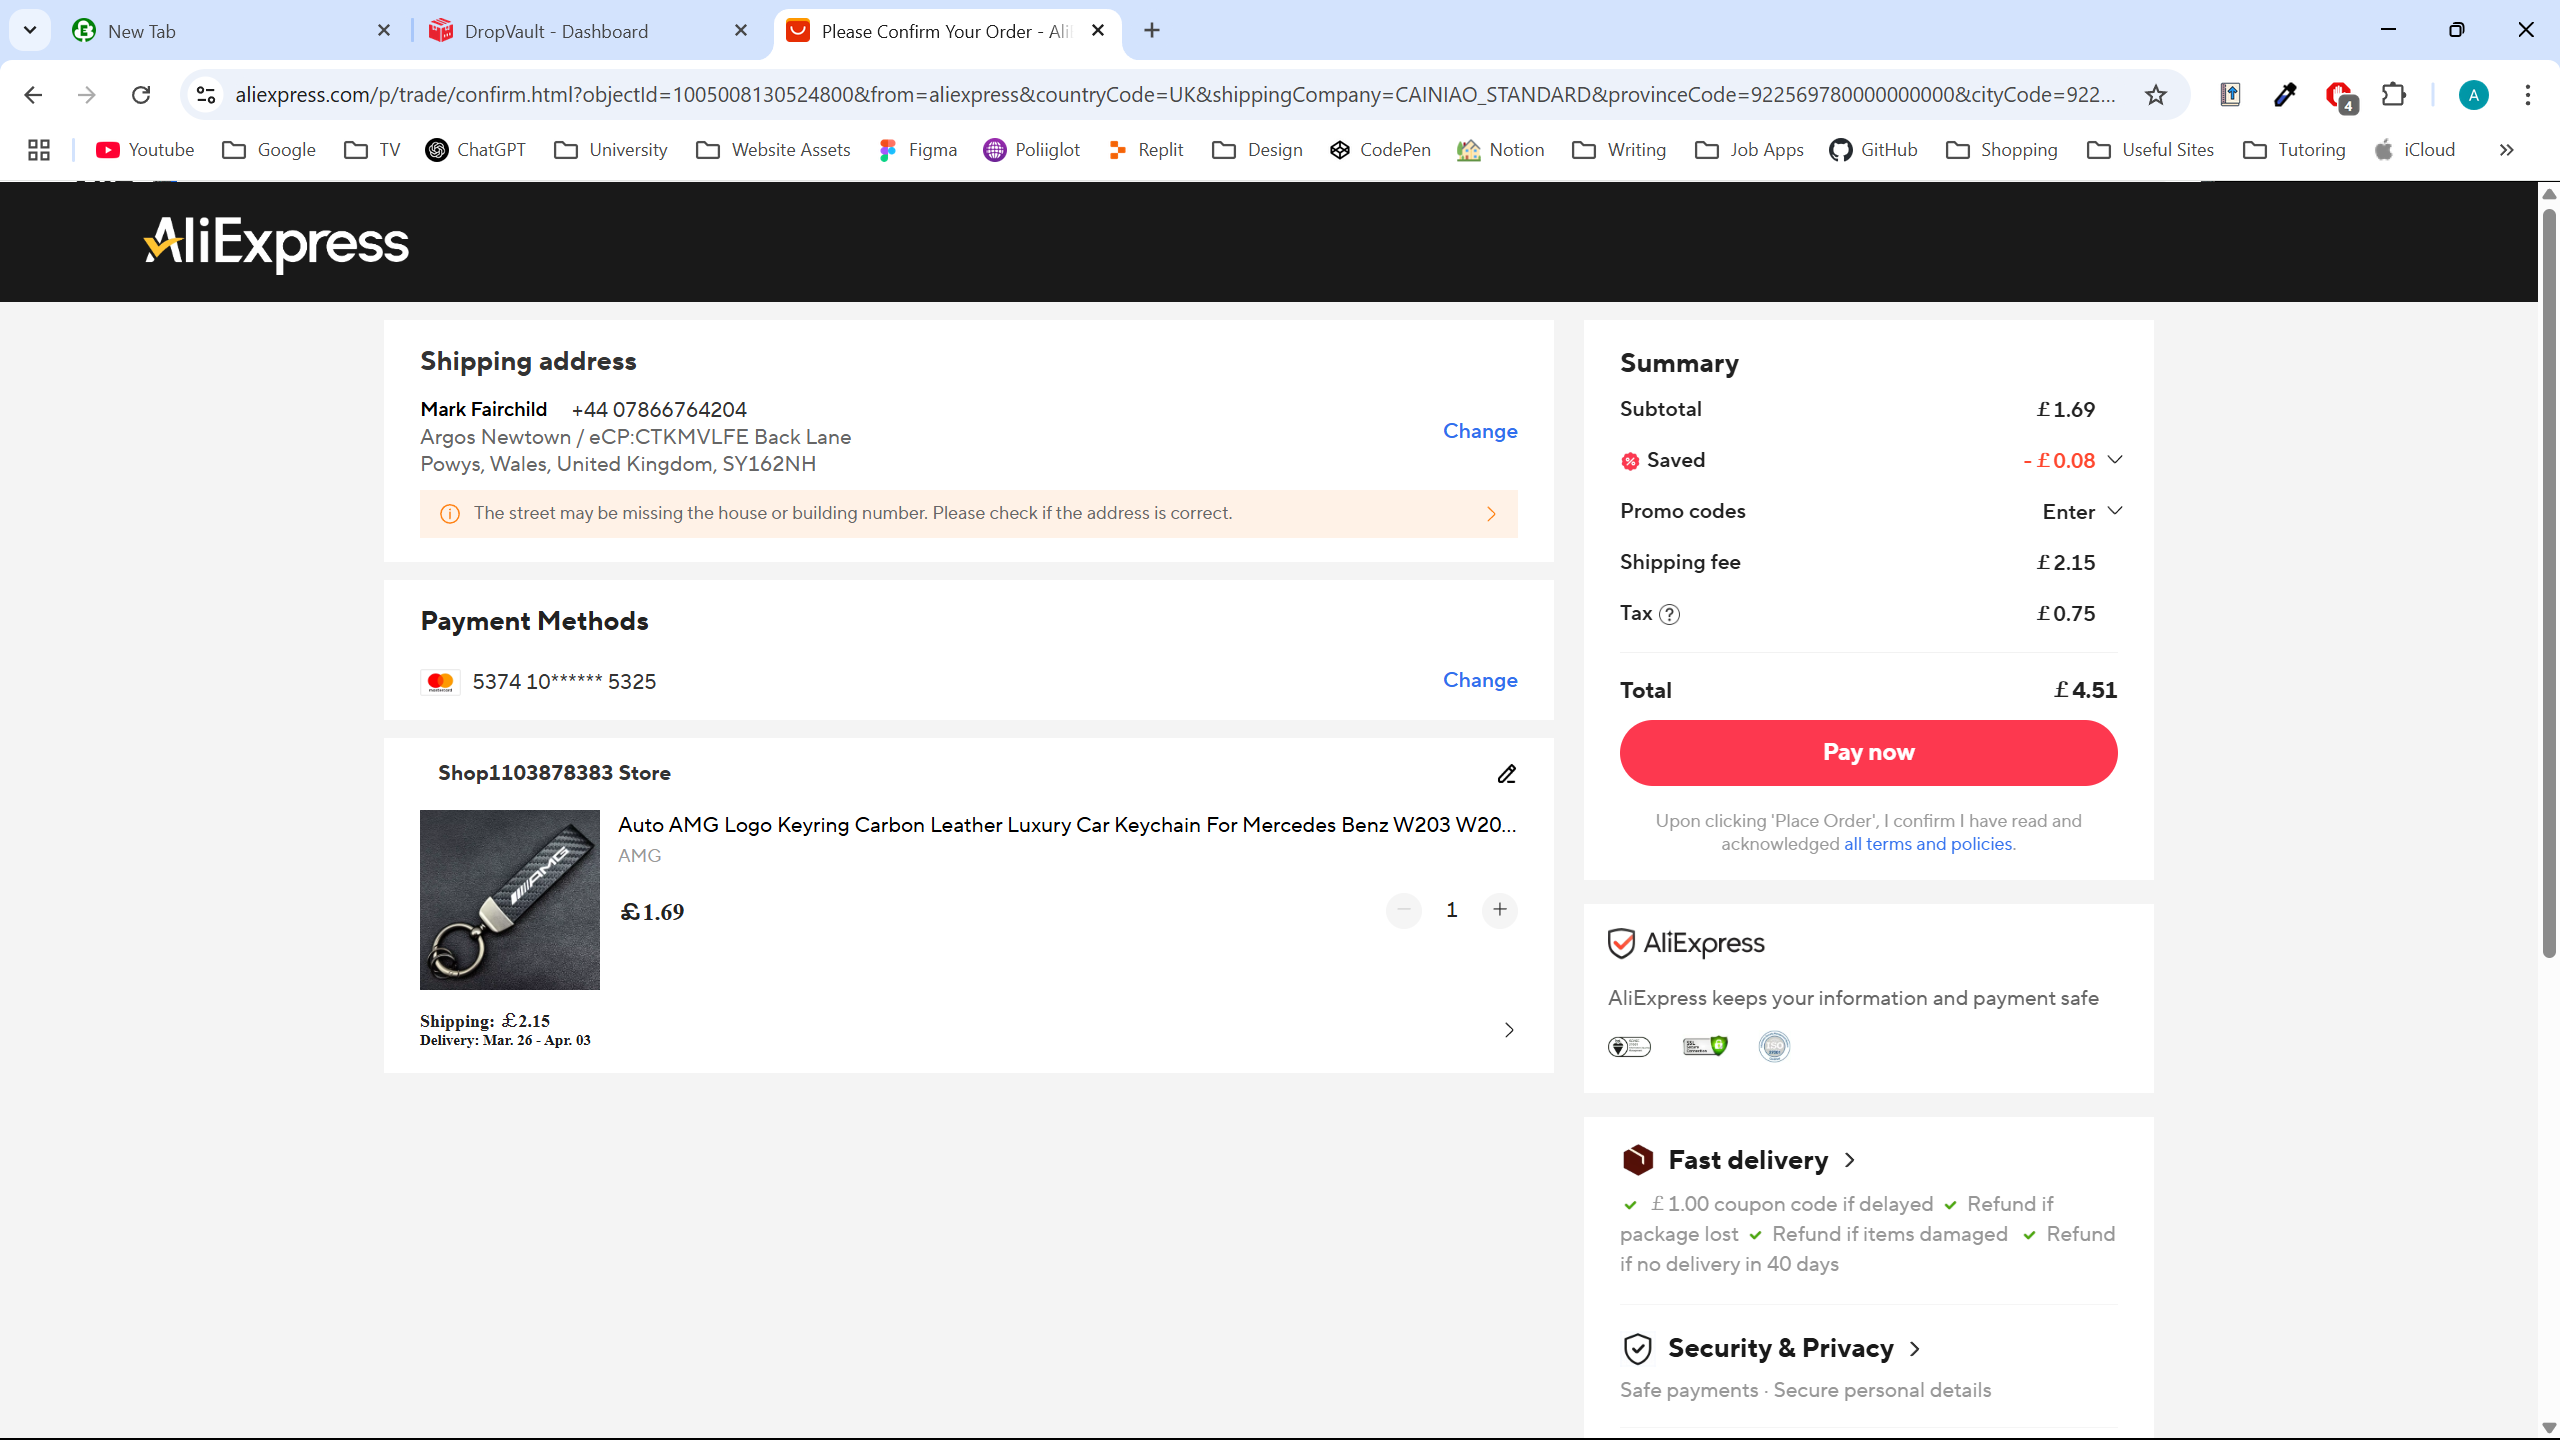 New Tab
DropVault - Dashboard
Please Confirm Your Order - Ali
aliexpress.com/p/trade/confirm.html?objectId=1005008130524800&from=aliexpress&countryCode=UK&shippingCompany=CAINIAO_STANDARD&provinceCode=922569780000000000&cityCode=922...
4
A
Youtube
Google
TV
ChatGPT
University
Website Assets
Figma
Poliiglot
Replit
Design
CodePen
Notion
Writing
Job Apps
GitHub
Shopping
Useful Sites
Tutoring
iCloud
AliExpress
Shipping address
Mark Fairchild +44 07866764204
Argos Newtown / eCP:CTKMVLFE Back Lane
Powys, Wales, United Kingdom, SY162NH
Change
The street may be missing the house or building number. Please check if the address is correct.
Payment Methods
5374 10****** 5325
Change
Shop1103878383 Store
Auto AMG Logo Keyring Carbon Leather Luxury Car Keychain For Mercedes Benz W203 W20...
AMG
£1.69
1
AMG
Shipping: £2.15
Delivery: Mar. 26 - Apr. 03
Summary
Subtotal £1.69
Saved -£0.08
Promo codes Enter
Shipping fee £2.15
Tax £0.75
Total £4.51
Pay now
Upon clicking 'Place Order', I confirm I have read and
acknowledged all terms and policies.
AliExpress
AliExpress keeps your information and payment safe
Fast delivery
£1.00 coupon code if delayed Refund if
package lost Refund if items damaged Refund
if no delivery in 40 days
Security & Privacy
Safe payments · Secure personal details